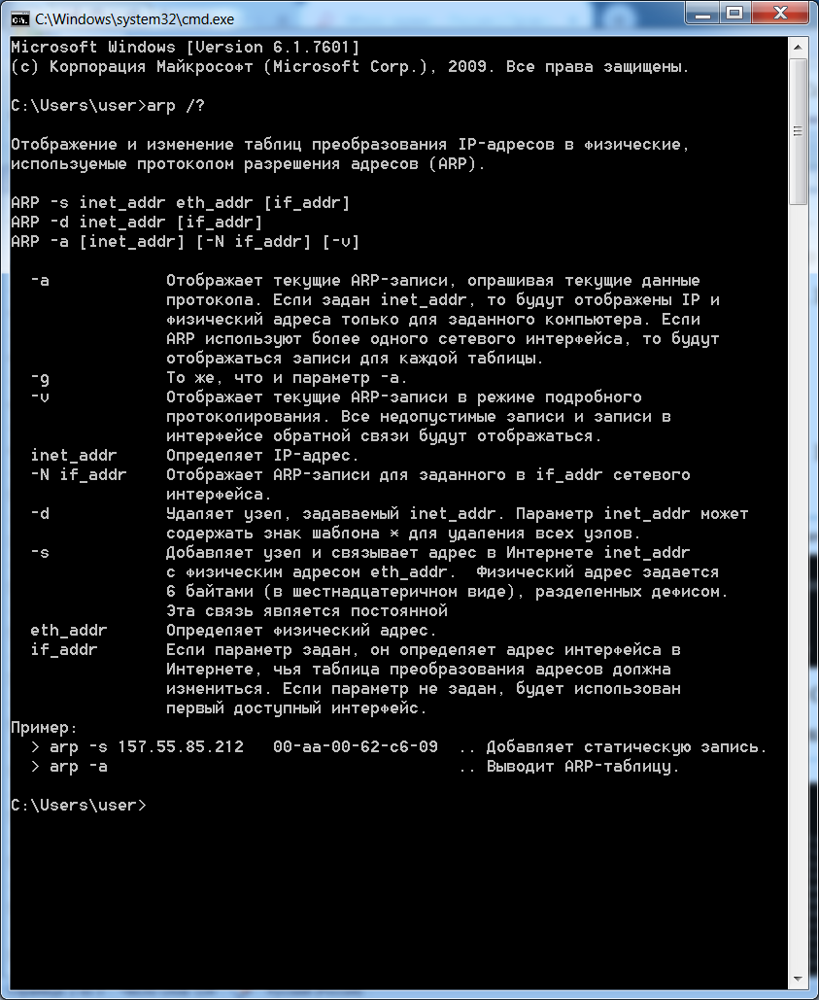 C:\Windows\system32\cmd.exe
Microsoft Windows [Version 6.1.7601]
(c) Корпорация Майкрософт (Microsoft Corp.), 2009. Все права защищены.
C:\Users\user>arp /?
Отображение и изменение таблиц преобразования IP-адресов в физические,
используемые протоколом разрешения адресов (ARP).
ARP -s inet_addr eth_addr [if_addr]
ARP -d inet_addr [if_addr]
ARP -a [inet_addr] [-N if_addr] [-v]
-a Отображает текущие ARP-записи, опрашивая текущие данные
протокола. Если задан inet_addr, то будут отображены IP и
физический адреса только для заданного компьютера. Если
ARP используют более одного сетевого интерфейса, то будут
отображаться записи для каждой таблицы.
-g То же, что и параметр -a.
-v Отображает текущие ARP-записи в режиме подробного
протоколирования. Все недопустимые записи и записи в
интерфейсе обратной связи будут отображаться.
inet_addr Определяет IP-адрес.
-N if_addr Отображает ARP-записи для заданного в if_addr сетевого
интерфейса.
-d Удаляет узел, задаваемый inet_addr. Параметр inet_addr может
содержать знак шаблона * для удаления всех узлов.
-s Добавляет узел и связывает адрес в Интернете inet_addr
с физическим адресом eth_addr.  Физический адрес задается
6 байтами (в шестнадцатеричном виде), разделенных дефисом.
Эта связь является постоянной
eth_addr Определяет физический адрес.
if_addr Если параметр задан, он определяет адрес интерфейса в
Интернете, чья таблица преобразования адресов должна
измениться. Если параметр не задан, будет использован
первый доступный интерфейс.
Пример:
> arp -s 157.55.85.212   00-aa-00-62-c6-09  .. Добавляет статическую запись.
> arp -a                                    .. Выводит ARP-таблицу.
C:\Users\user>